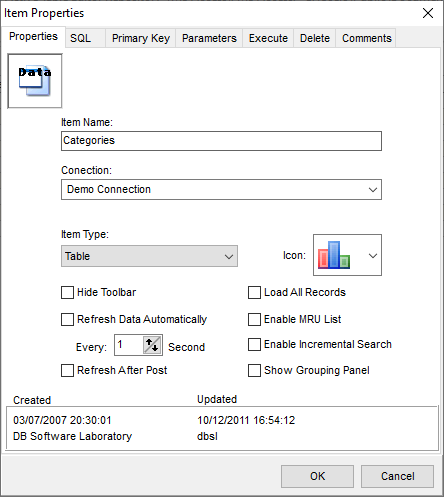 Item Properties
Properties SQL Primary Key Parameters Execute Delete Comments
Data
Item Name:
Categories
Conection:
Demo Connection
Item Type:
Table
Icon:
Hide Toolbar
Load All Records
Refresh Data Automatically
Enable MRU List
Every: 1 Second
Enable Incremental Search
Refresh After Post
Show Grouping Panel
Created Updated
03/07/2007 20:30:01 10/12/2011 16:54:12
DB Software Laboratory dbsl
OK Cancel